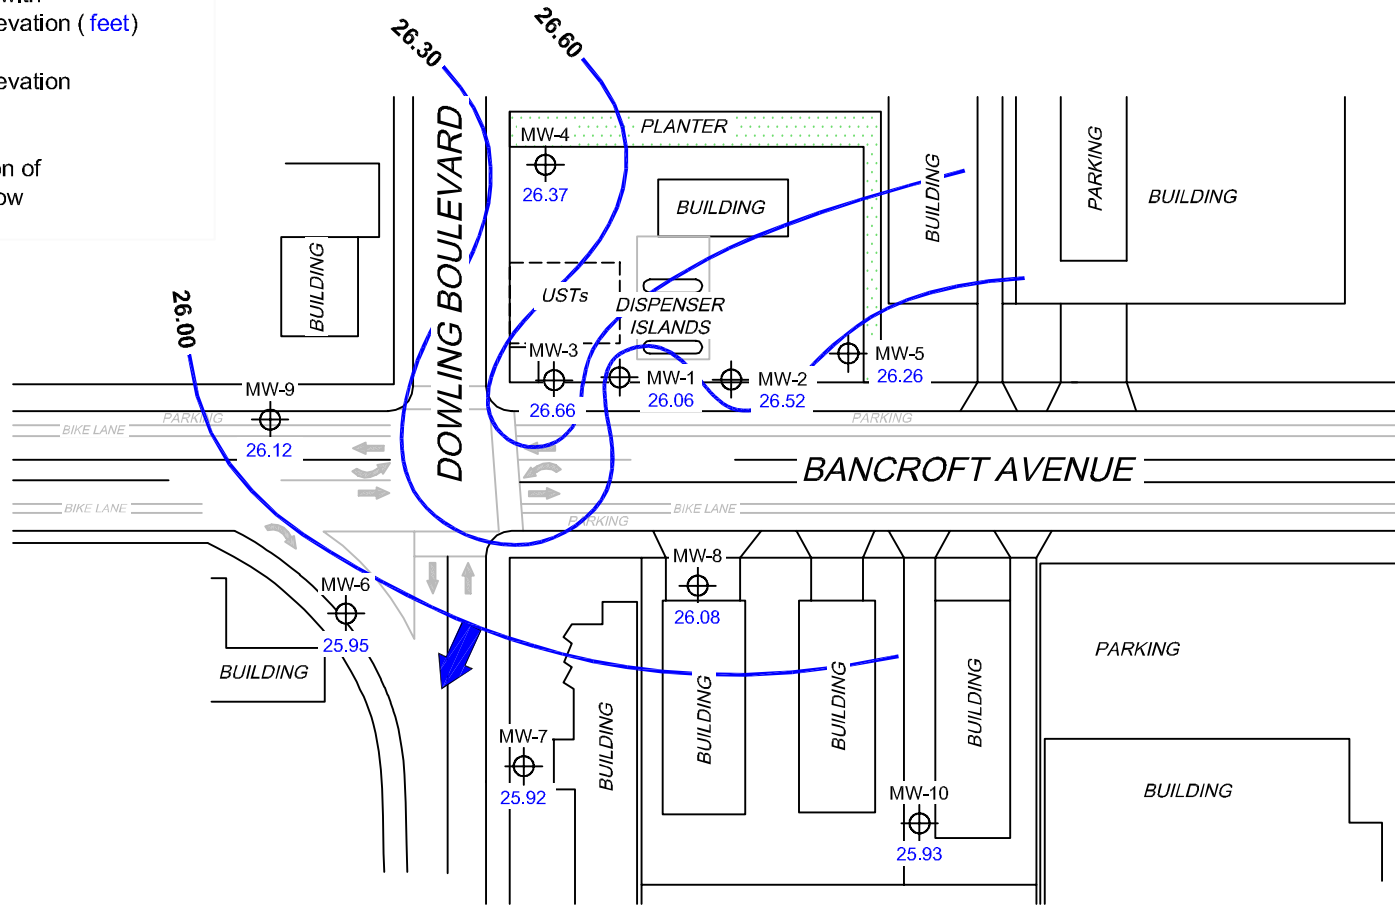 evation ( feet)
evation
on of
ow
26.30
26.60
26.00
DOWLING BOULEVARD
PLANTER
MW-4
26.37
BUILDING
BUILDING
PARKING
BUILDING
BUILDING
USTs
DISPENSER
ISLANDS
MW-3
26.66
MW-1
26.06
MW-2
26.52
MW-5
26.26
MW-9
26.12
PARKING
BIKE LANE
PARKING
BANCROFT AVENUE
BIKE LANE
BIKE LANE
PARKING
MW-6
25.95
MW-8
26.08
BUILDING
BUILDING
BUILDING
BUILDING
BUILDING
PARKING
MW-7
25.92
MW-10
25.93
BUILDING